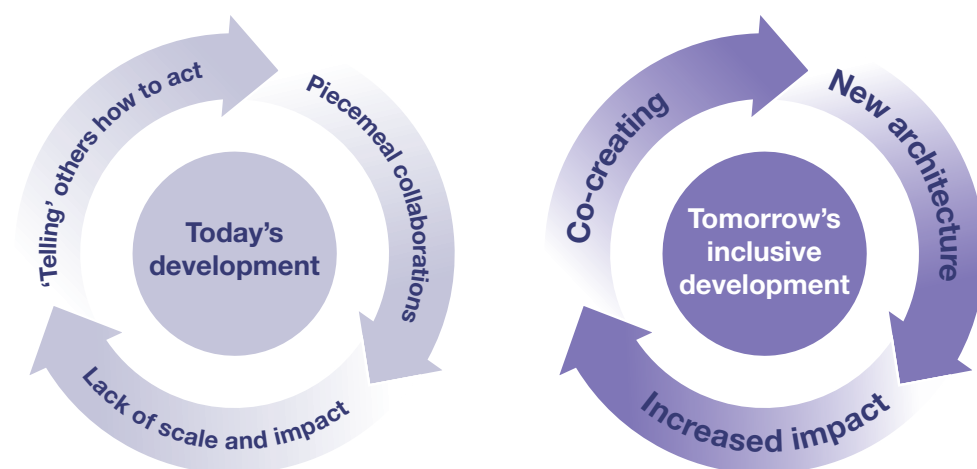 ‘Telling’ others how to act
Piecemeal collaborations
Lack of scale and impact
Today’s
development
Co-creating
New architecture
Increased impact
Tomorrow’s
inclusive
development